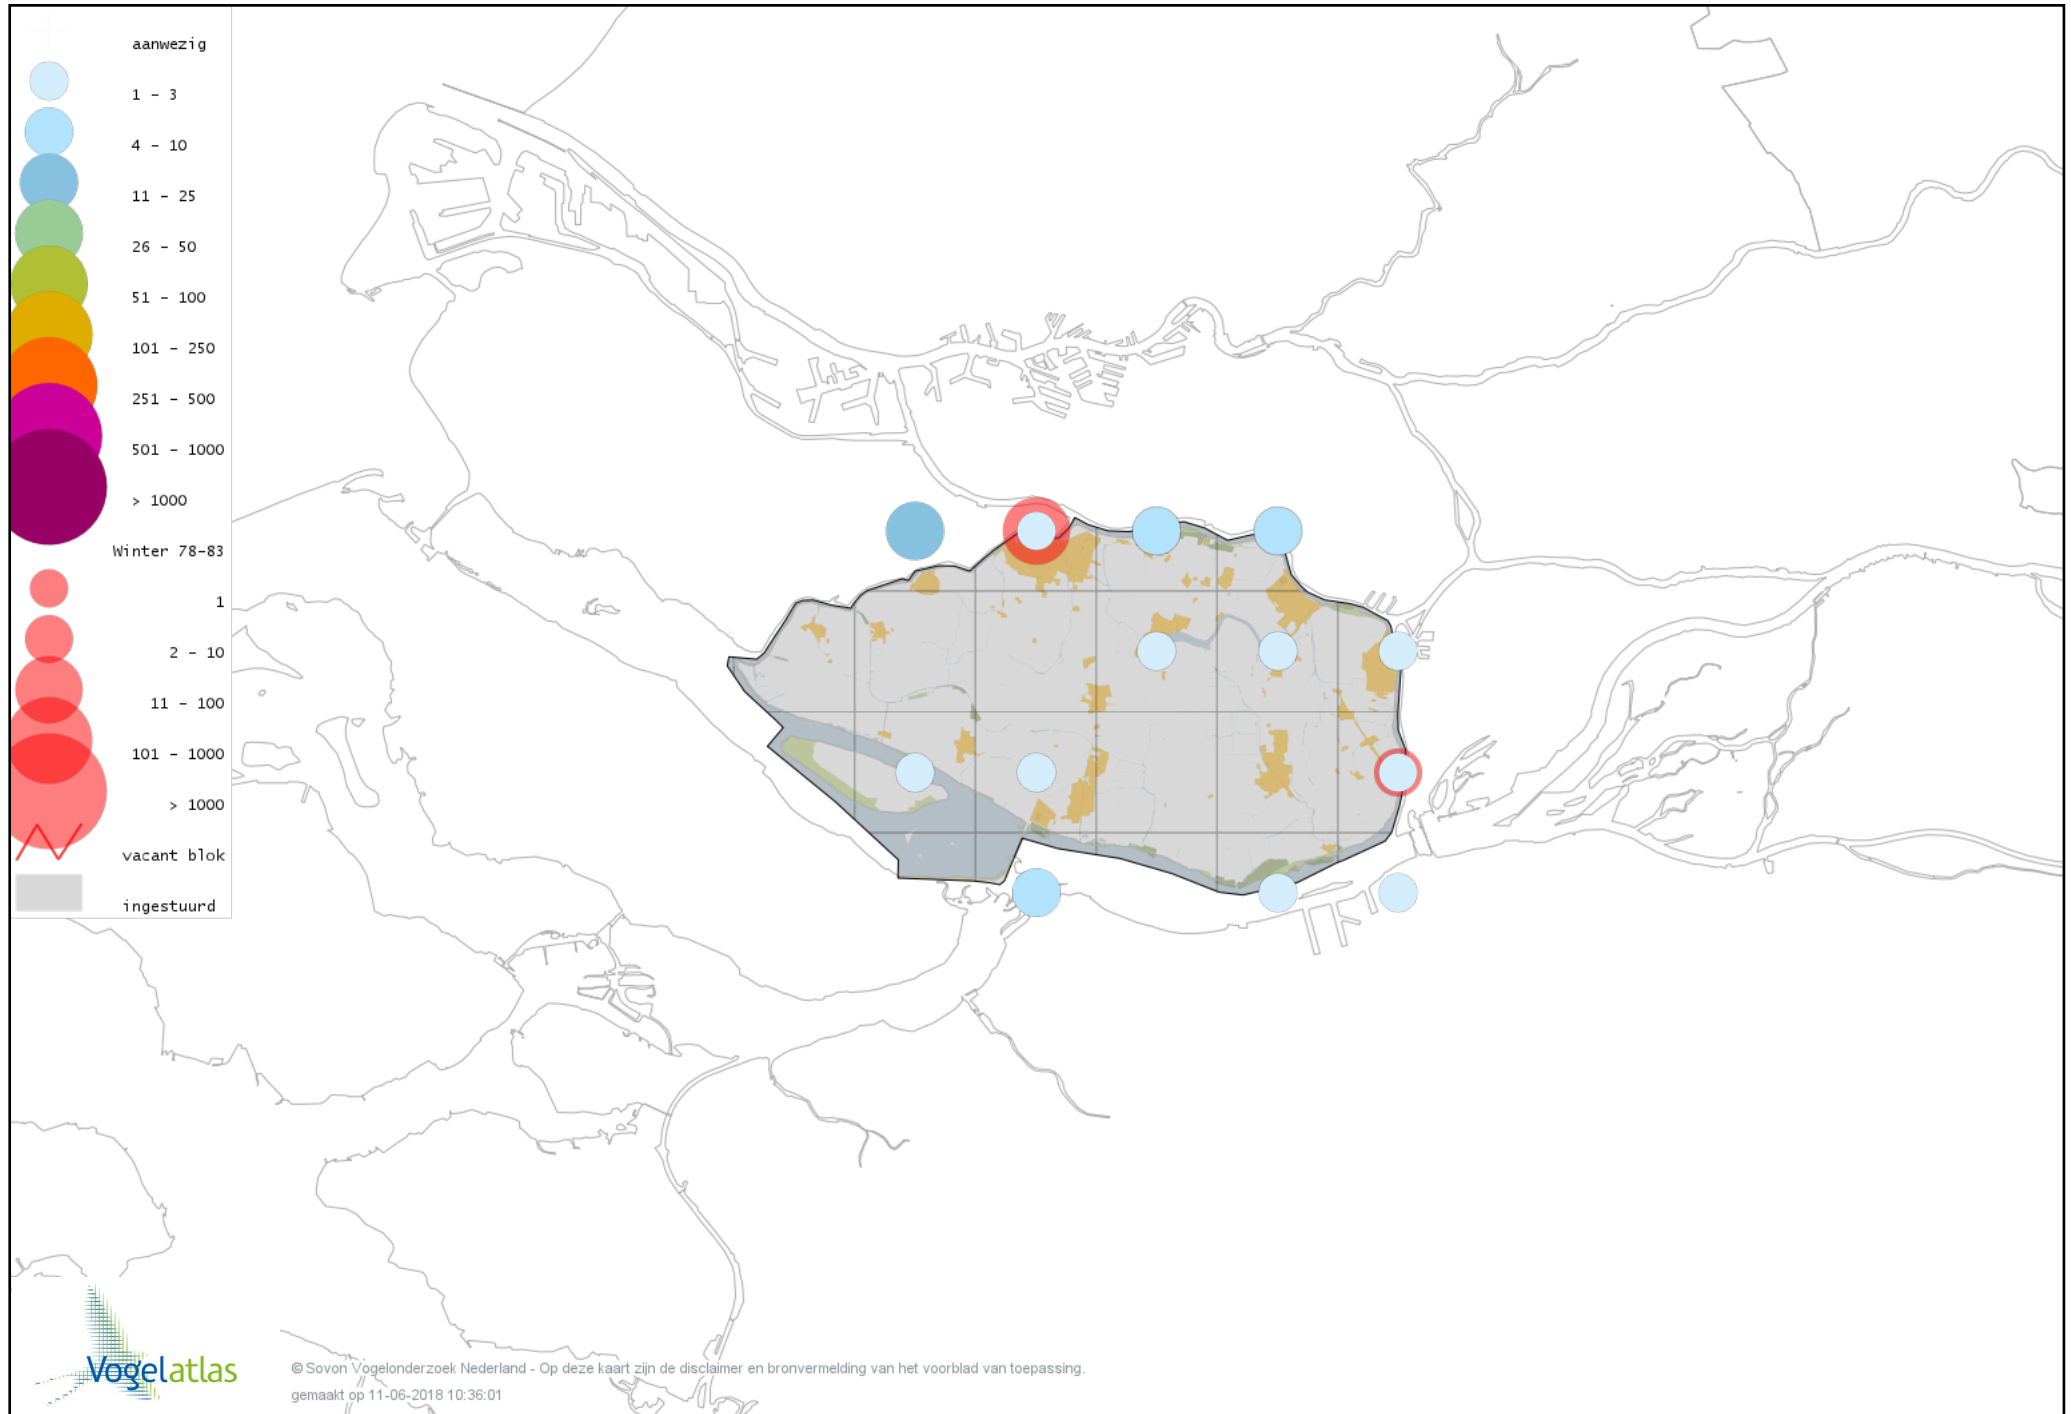 aanwezig
1 - 3
4 - 10
11 - 25
26 - 50
51 - 100
101 - 250
251 - 500
501 - 1000
> 1000
Winter 78-83
1
2 - 10
11 - 100
101 - 1000
> 1000
vacant blok
ingestuurd
Vogelatlas
© Sovon Vogelonderzoek Nederland - Op deze kaart zijn de disclaimer en bronvermelding van het voorblad van toepassing.
gemaakt op 11-06-2018 10:36:01